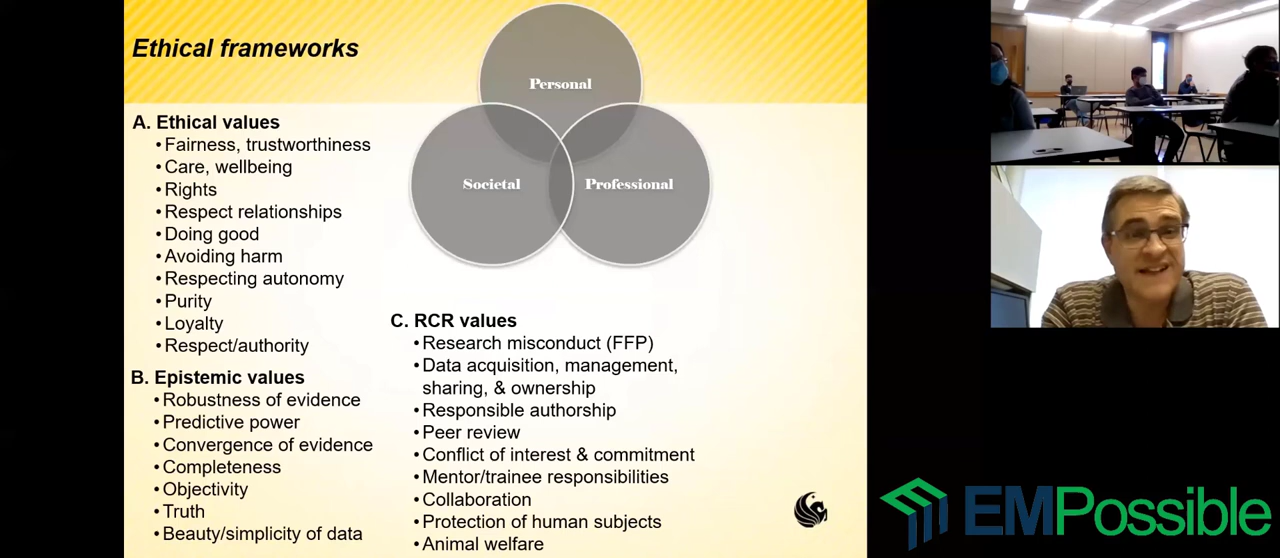 Ethical frameworks
Personal
Societal
Professional
A. Ethical values
•Fairness, trustworthiness
•Care, wellbeing
•Rights
•Respect relationships
•Doing good
•Avoiding harm
•Respecting autonomy
•Purity
•Loyalty
•Respect/authority
B. Epistemic values
•Robustness of evidence
•Predictive power
•Convergence of evidence
•Completeness
•Objectivity
•Truth
•Beauty/simplicity of data
C. RCR values
•Research misconduct (FFP)
•Data acquisition, management,
sharing, & ownership
•Responsible authorship
•Peer review
•Conflict of interest & commitment
•Mentor/trainee responsibilities
•Collaboration
•Protection of human subjects
•Animal welfare
EMPossible